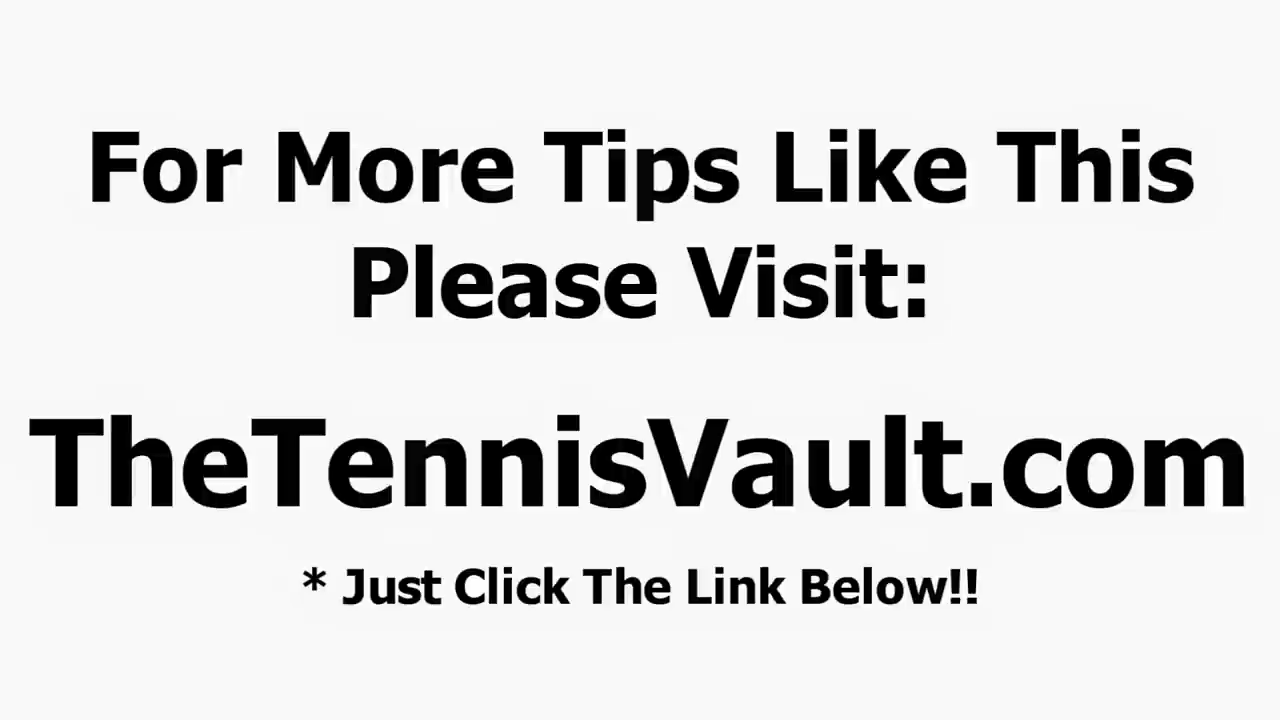 For More Tips Like This
Please Visit:
TheTennisVault.com
* Just Click The Link Below!!